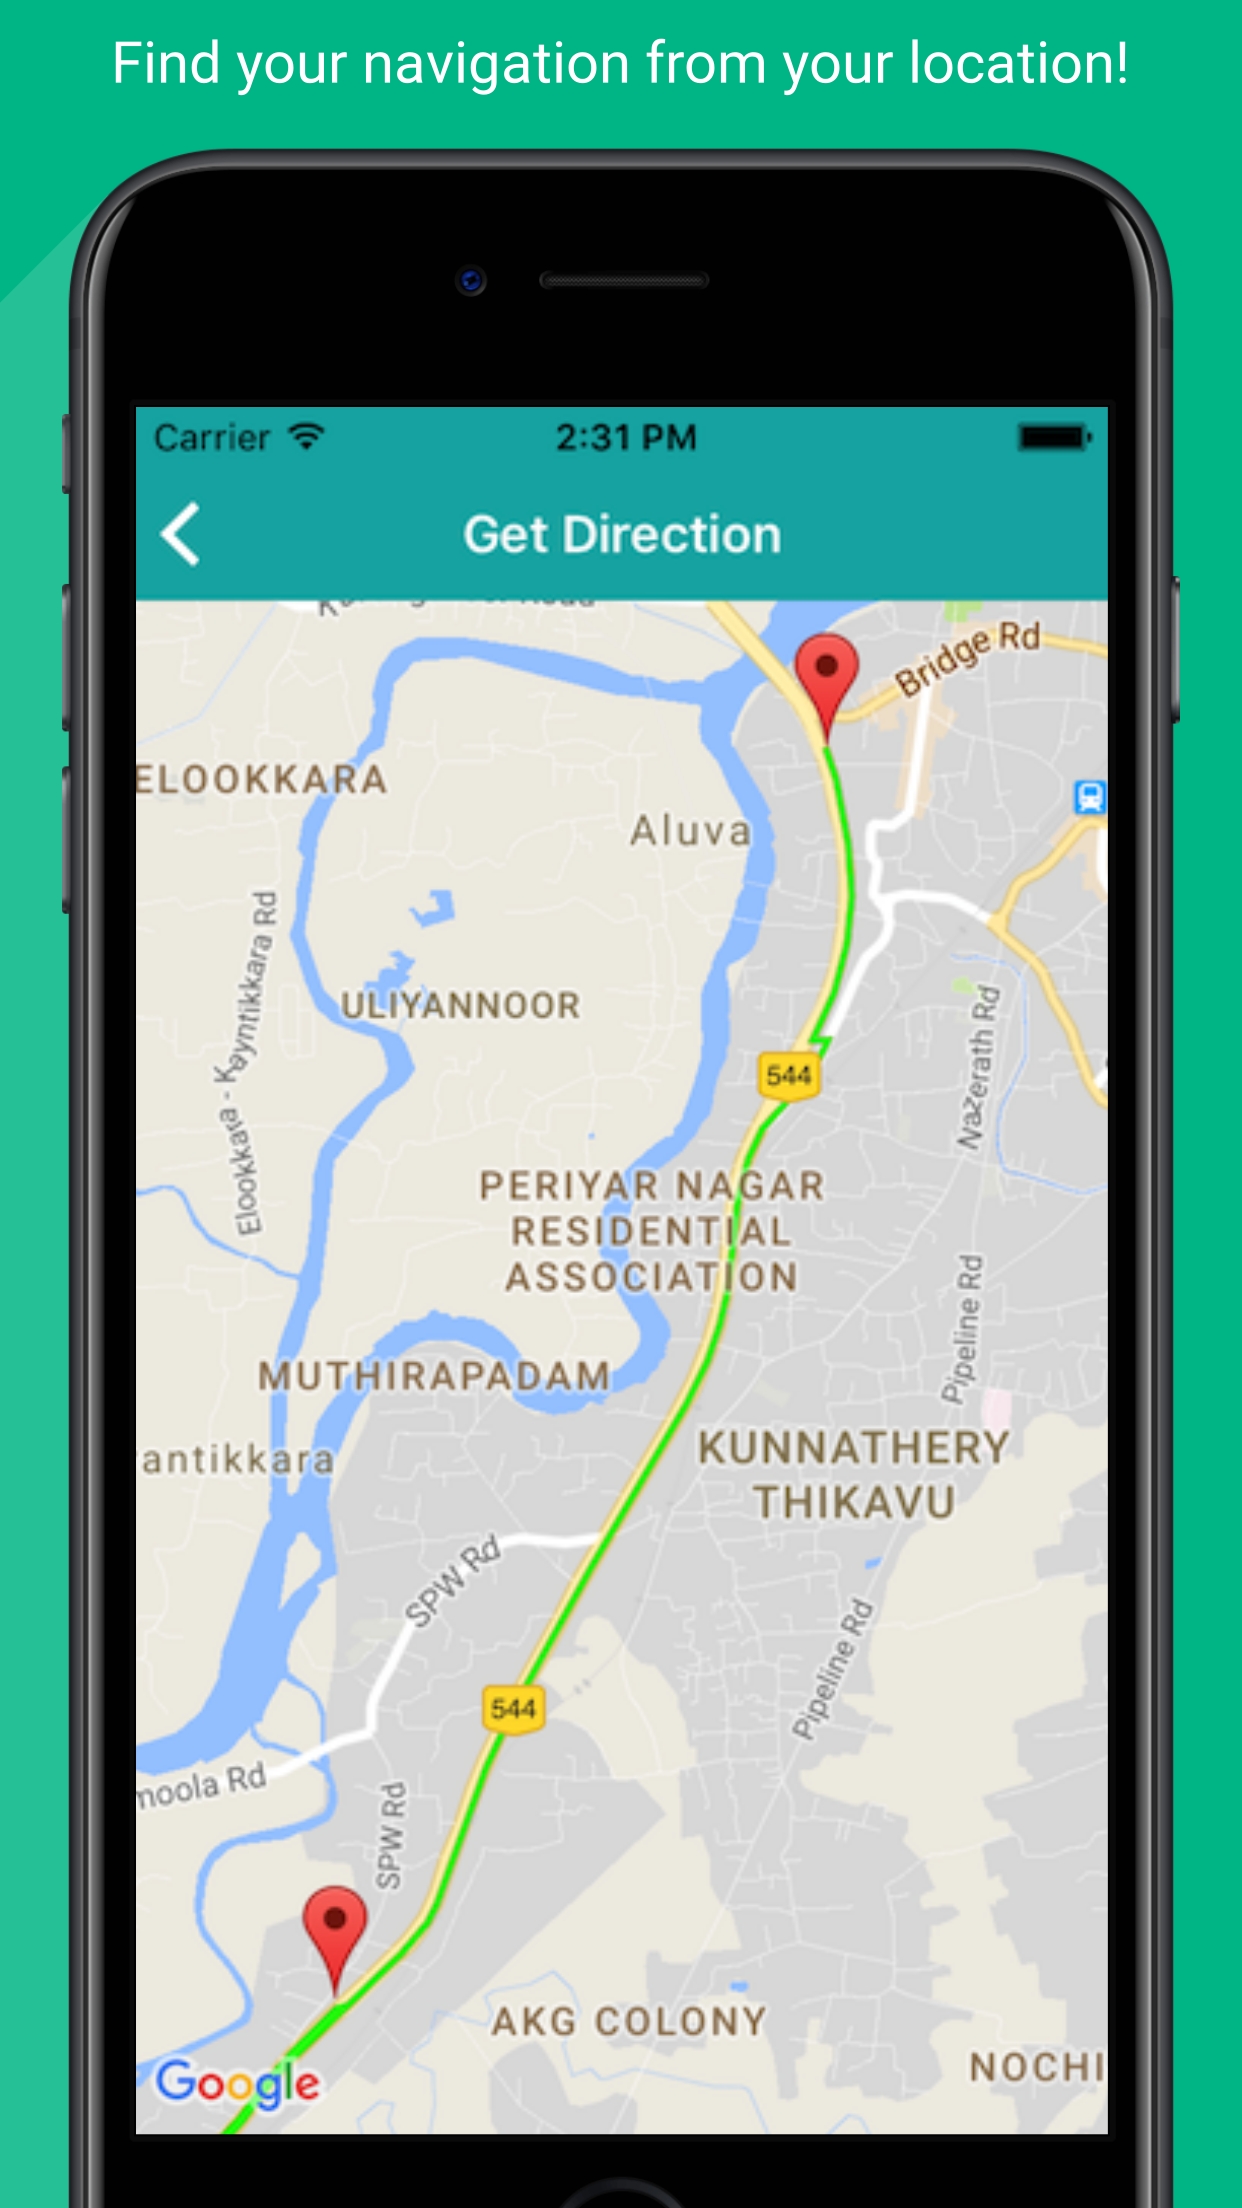 Find your navigation from your location!
Carrier
2:31 PM
Get Direction
Bridge Rd
ELOOKKARA
Aluva
Elookkara - Kayntikkara Rd
ULIYANNOOR
Nazerath Rd
544
PERIYAR NAGAR
RESIDENTIAL
ASSOCIATION
Pipeline Rd
MUTHIRAPADAM
KUNNATHERY
THIKAVU
antikkara
SPW Rd
Pipeline Rd
544
moola Rd
SPW Rd
AKG COLONY
NOCHI
Google